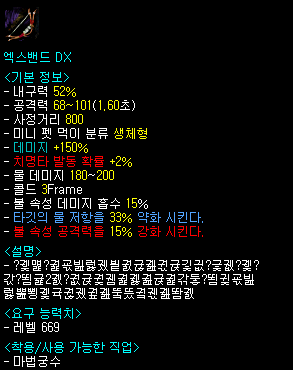 엑스밴드 DX
<기본 정보>
- 내구력 52%
- 공격력 68~101(1.60초)
- 사정거리 800
- 미니 펫 먹이 분류 생체형
- 데미지 +150%
- 치명타 발동 확률 +2%
- 물 데미지 180~200
- 콜드 3Frame
- 불 속성 데미지 흡수 15%
- 타깃의 물 저항을 33% 약화 시킨다.
- 불 속성 공격력을 15% 강화 시킨다.
<설명>
<요구 능력치>
- 레벨 669
<착용/사용 가능한 직업>
- 마법궁수